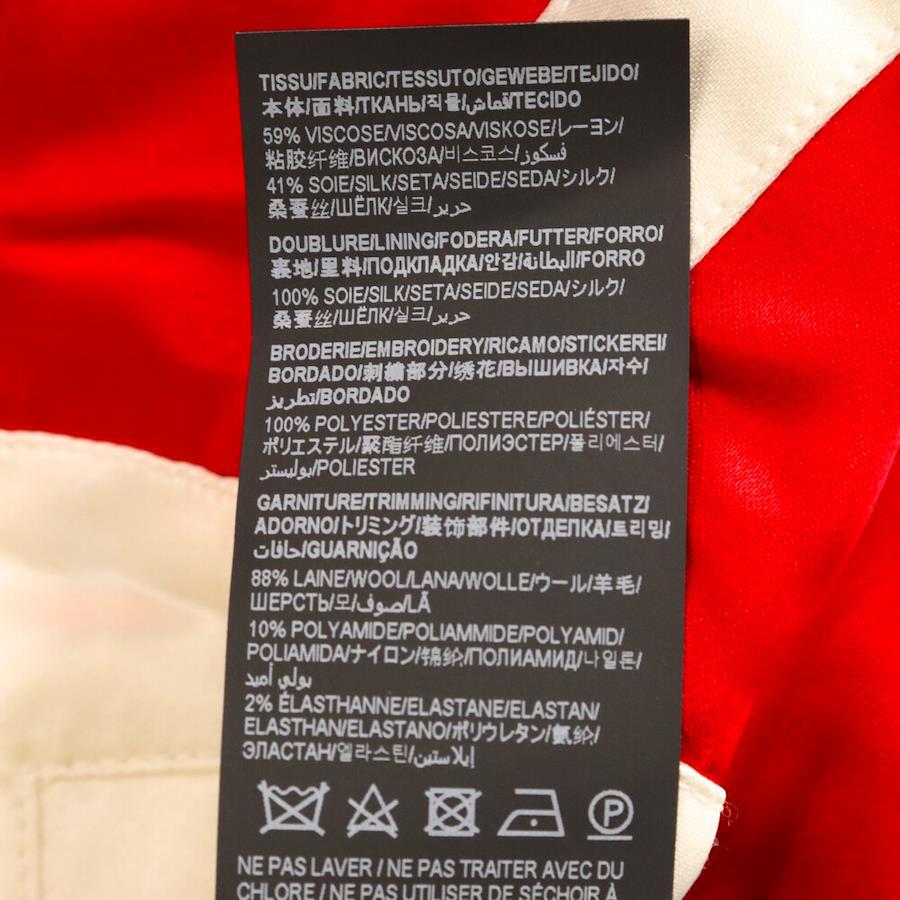 TISSU/FABRIC/TESSUTO/GEWEBE/TEJIDO/
本体/面料/ТКАНЬ/직물/قماش/TECIDO
59% VISCOSE/VISCOSA/VISKOSE/レーヨン/
粘胶纤维/ВИСКОЗА/비스코스/فسكوز
41% SOIE/SILK/SETA/SEIDE/SEDA/シルク/
桑蚕丝/ШЁЛК/실크/حرير
DOUBLURE/LINING/FODERA/FUTTER/FORRO/
裏地/里料/ПОДКЛАДКА/안감/البطانة/FORRO
100% SOIE/SILK/SETA/SEIDE/SEDA/シルク/
桑蚕丝/ШЁЛК/실크/حرير
BRODERIE/EMBROIDERY/RICAMO/STICKEREI/
BORDADO/刺繍部分/绣花/ВЫШИВКА/자수/
تطريز/BORDADO
100% POLYESTER/POLIESTERE/POLIÉSTER/
ポリエステル/聚酯纤维/ПОЛИЭСТЕР/폴리에스터/
بوليستر/POLIESTER
GARNITURE/TRIMMING/RIFINITURA/BESATZ/
ADORNO/トリミング/装饰部件/ОТДЕЛКА/트리밍/
حافات/GUARNIÇÃO
88% LAINE/WOOL/LANA/WOLLE/ウール/羊毛/
ШЕРСТЬ/모/صوف/LÃ
10% POLYAMIDE/POLIAMMIDE/POLYAMID/
POLIAMIDA/ナイロン/锦纶/ПОЛИАМИД/나일론/
بولي أميد
2% ÉLASTHANNE/ELASTANE/ELASTAN/
ELASTHAN/ELASTANO/ポリウレタン/氨纶/
ЭЛАСТАН/엘라스틴/إيلاستين
P
NE PAS LAVER / NE PAS TRAITER AVEC DU
CHLORE / NE PAS UTILISER DE SÉCHOIR À